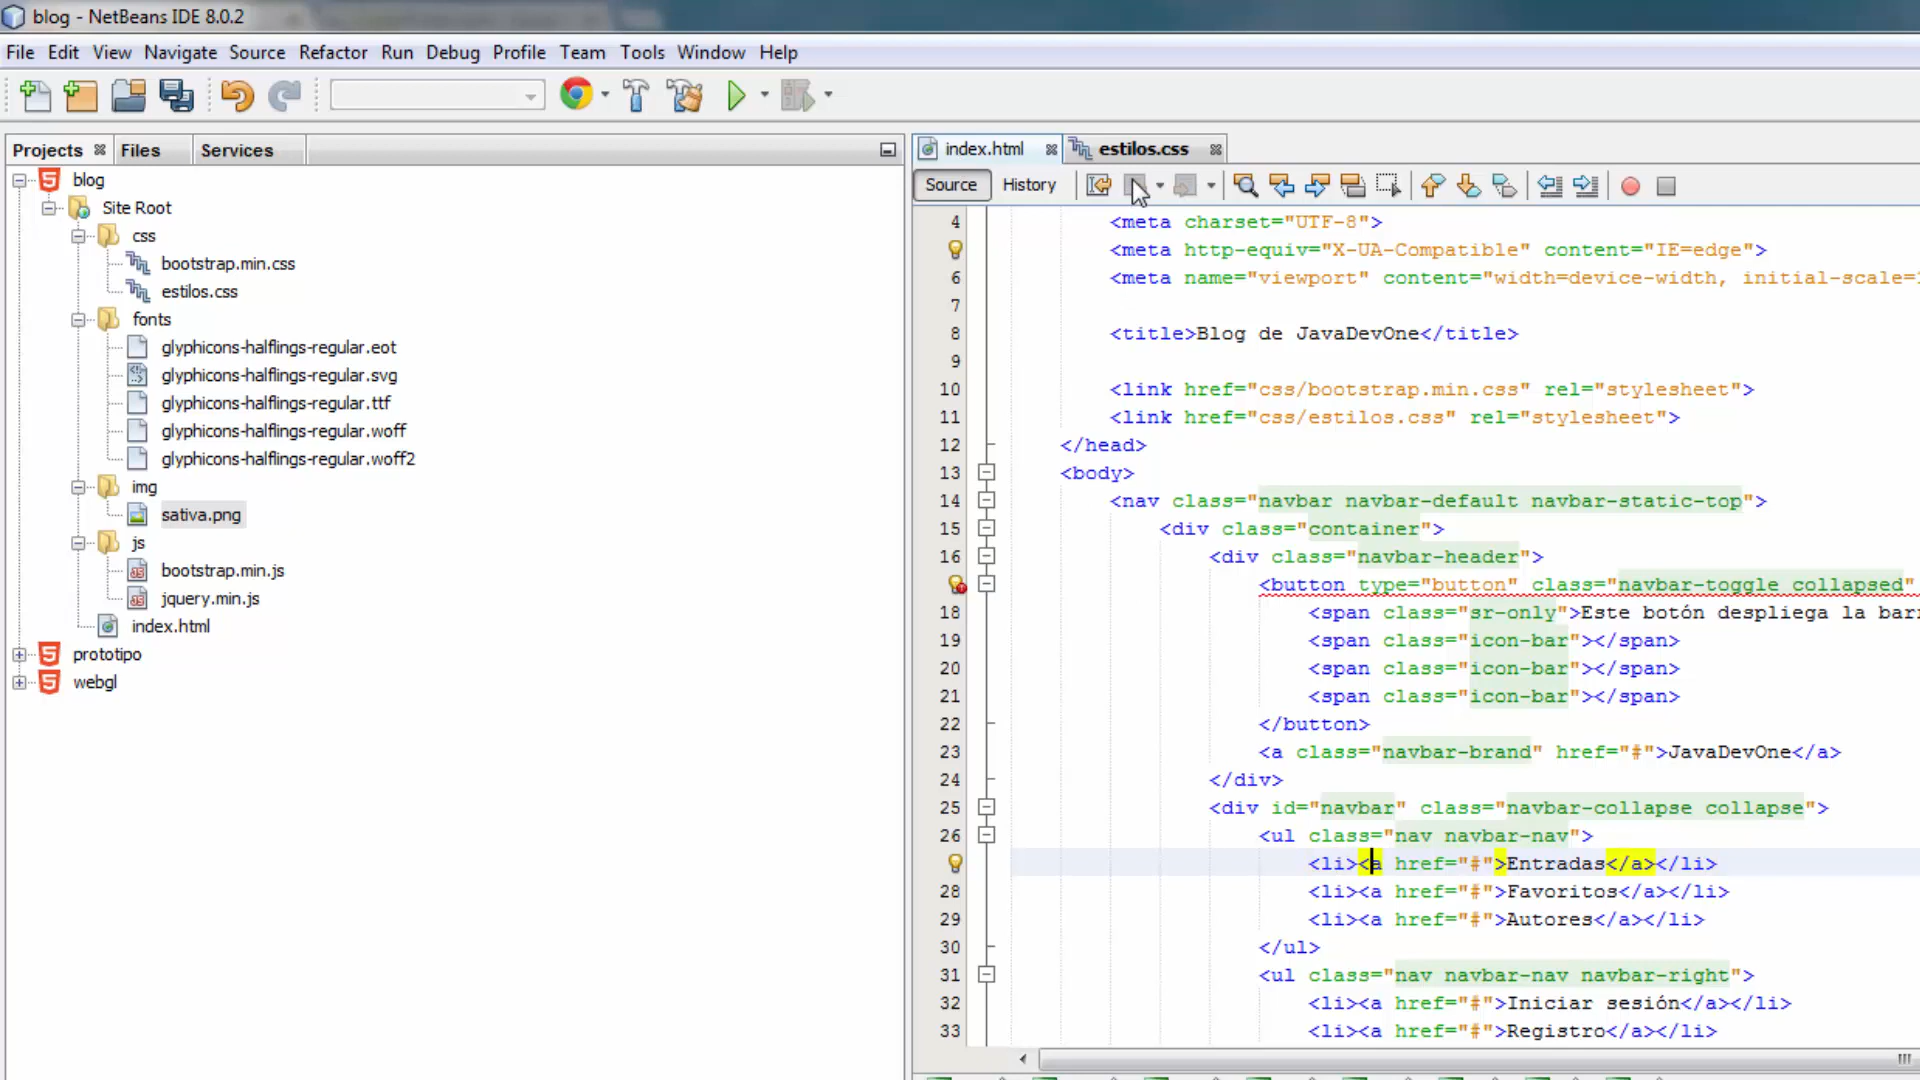 blog - NetBeans IDE 8.0.2
File Edit View Navigate Source Refactor Run Debug Profile Team Tools Window Help
Projects Files Services
index.html estilos.css
Source History
blog
Site Root
css
bootstrap.min.css
estilos.css
fonts
glyphicons-halflings-regular.eot
glyphicons-halflings-regular.svg
glyphicons-halflings-regular.ttf
glyphicons-halflings-regular.woff
glyphicons-halflings-regular.woff2
img
sativa.png
js
bootstrap.min.js
jquery.min.js
index.html
prototipo
webgl
4 <meta charset="UTF-8">
<meta http-equiv="X-UA-Compatible" content="IE=edge">
6 <meta name="viewport" content="width=device-width, initial-scale=
7
8 <title>Blog de JavaDevOne</title>
9
10 <link href="css/bootstrap.min.css" rel="stylesheet">
11 <link href="css/estilos.css" rel="stylesheet">
12 </head>
13 <body>
14 <nav class="navbar navbar-default navbar-static-top">
15 <div class="container">
16 <div class="navbar-header">
<button type="button" class="navbar-toggle collapsed"
18 <span class="sr-only">Este botón despliega la
19 <span class="icon-bar"></span>
20 <span class="icon-bar"></span>
21 <span class="icon-bar"></span>
22 </button>
23 <a class="navbar-brand" href="#">JavaDevOne</a>
24 </div>
25 <div id="navbar" class="navbar-collapse collapse">
26 <ul class="nav navbar-nav">
<li><a href="#">Entradas</a></li>
28 <li><a href="#">Favoritos</a></li>
29 <li><a href="#">Autores</a></li>
30 </ul>
31 <ul class="nav navbar-nav navbar-right">
32 <li><a href="#">Iniciar sesión</a></li>
33 <li><a href="#">Registro</a></li>